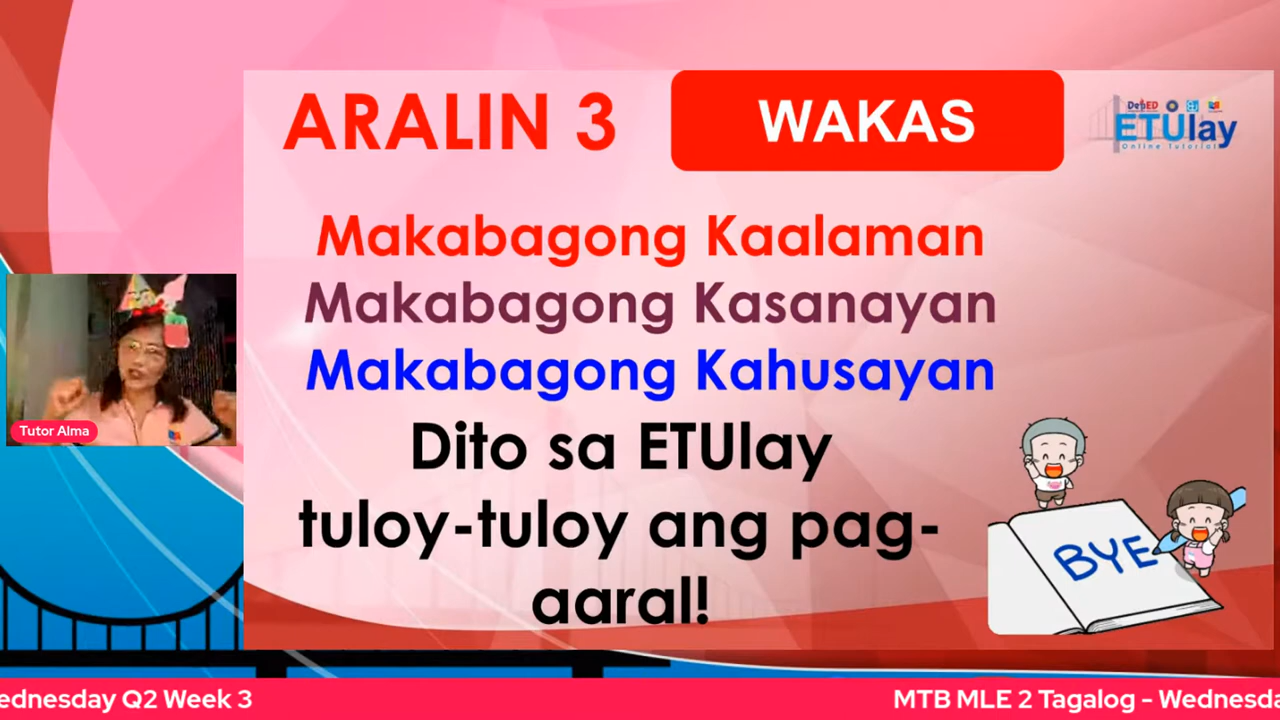 ARALIN 3
WAKAS
DepED
ETUlay
Online Tutorial
Makabagong Kaalaman
Makabagong Kasanayan
Makabagong Kahusayan
Dito sa ETUlay
tuloy-tuloy ang pag-
aaral!
BYE
Tutor Alma
ednesday Q2 Week 3
MTB MLE 2 Tagalog - Wednesda